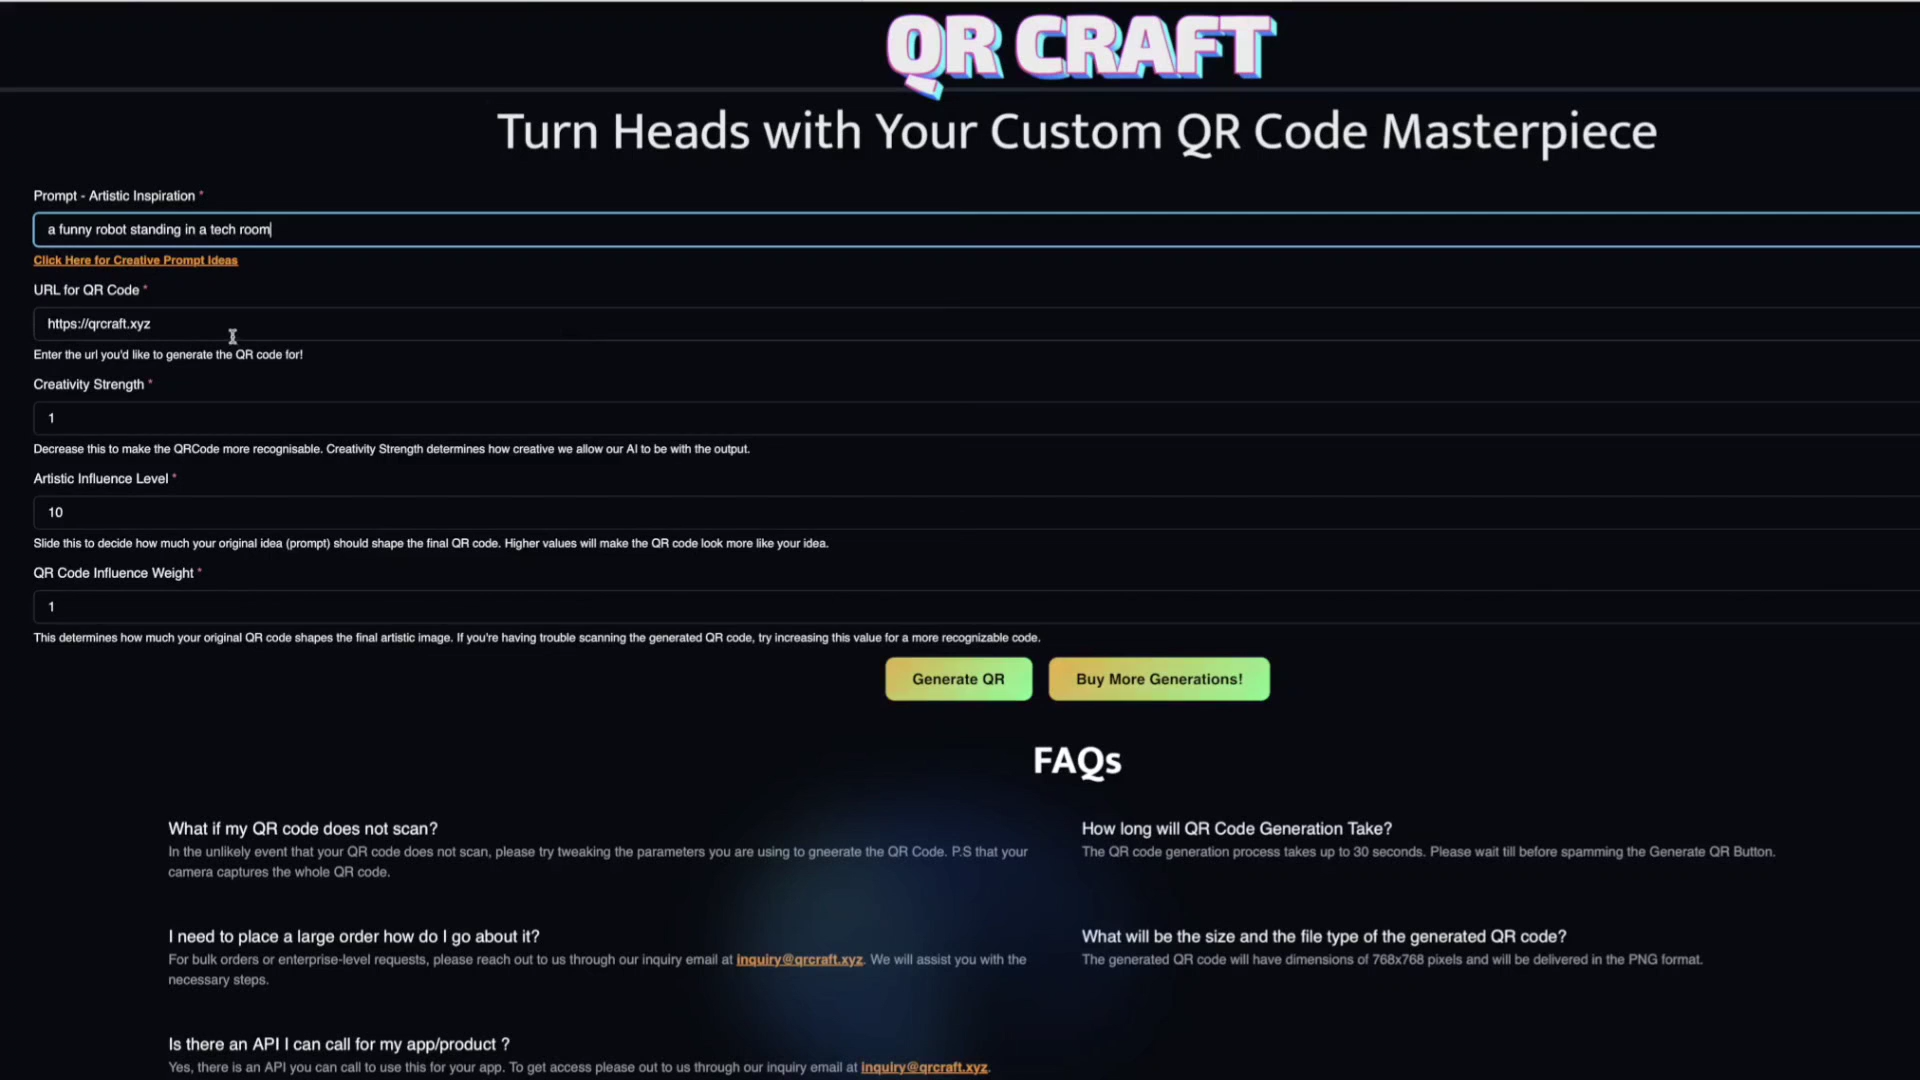 QR CRAFT
Turn Heads with Your Custom QR Code Masterpiece
Prompt - Artistic Inspiration *
a funny robot standing in a tech room
Click Here for Creative Prompt Ideas
URL for QR Code *
https://qrcraft.xyz
Enter the url you'd like to generate the QR code for!
Creativity Strength *
1
Decrease this to make the QRCode more recognisable. Creativity Strength determines how creative we allow our AI to be with the output.
Artistic Influence Level *
10
Slide this to decide how much your original idea (prompt) should shape the final QR code. Higher values will make the QR code look more like your idea.
QR Code Influence Weight *
1
This determines how much your original QR code shapes the final artistic image. If you're having trouble scanning the generated QR code, try increasing this value for a more recognizable code.
Generate QR
Buy More Generations!
FAQs
What if my QR code does not scan?
In the unlikely event that your QR code does not scan, please try tweaking the parameters you are using to gneerate the QR Code. P.S that your
camera captures the whole QR code.
How long will QR Code Generation Take?
The QR code generation process takes up to 30 seconds. Please wait till before spamming the Generate QR Button.
I need to place a large order how do I go about it?
For bulk orders or enterprise-level requests, please reach out to us through our inquiry email at inquiry@qrcraft.xyz. We will assist you with the
necessary steps.
What will be the size and the file type of the generated QR code?
The generated QR code will have dimensions of 768x768 pixels and will be delivered in the PNG format.
Is there an API I can call for my app/product ?
Yes, there is an API you can call to use this for your app. To get access please out to us through our inquiry email at inquiry@qrcraft.xyz.